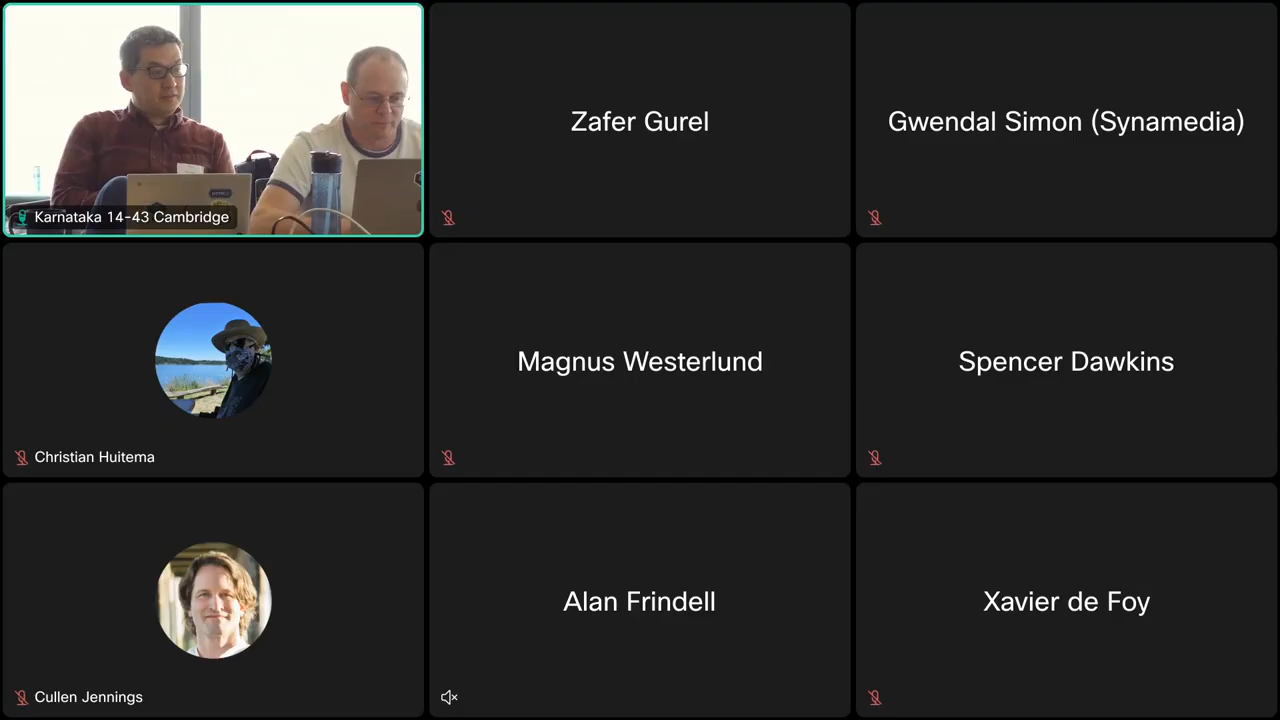 Zafer Gurel
Gwendal Simon (Synamedia)
Karnataka 14-43 Cambridge
Magnus Westerlund
Spencer Dawkins
Christian Huitema
Alan Frindell
Xavier de Foy
Cullen Jennings